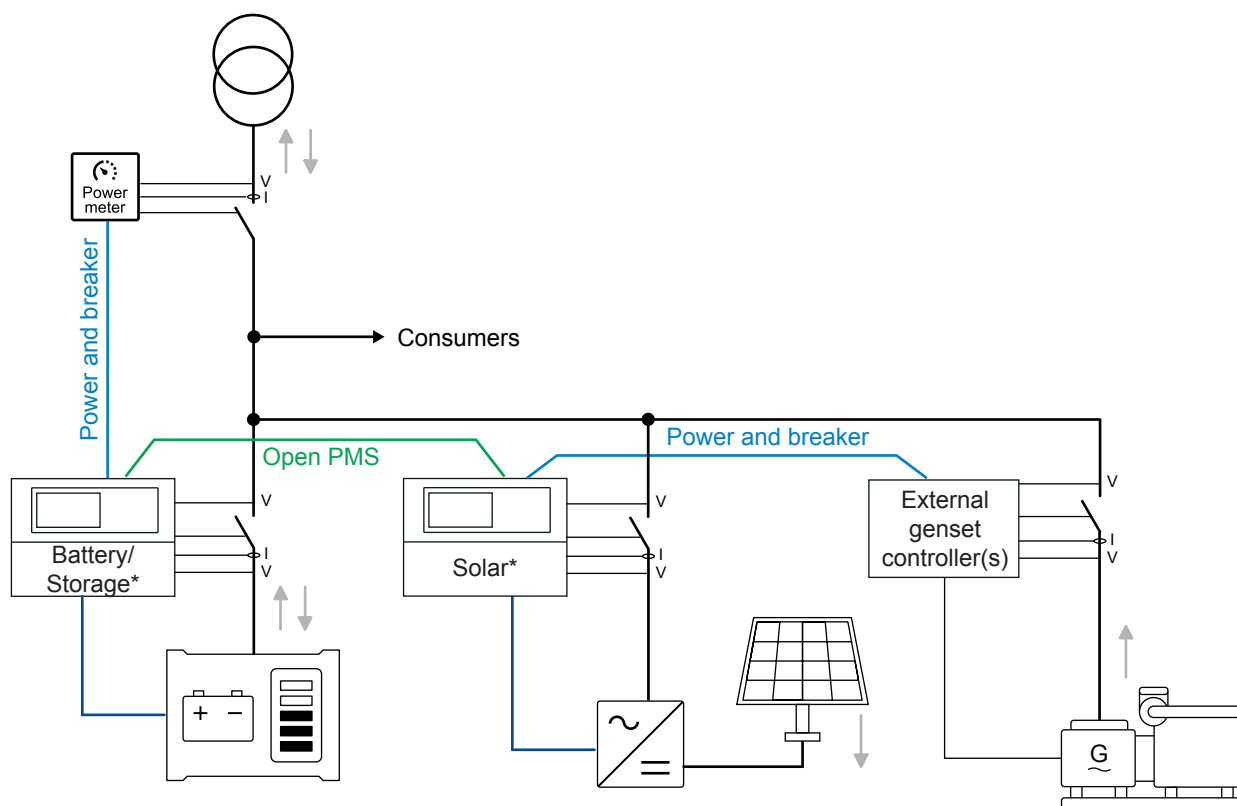 V
I
Power
meter
Power and breaker
Consumers
Open PMS
Power and breaker
Battery/
Storage*
V
I
V
Solar*
V
I
V
External
genset
controller(s)
V
I
V
+ −
G
~